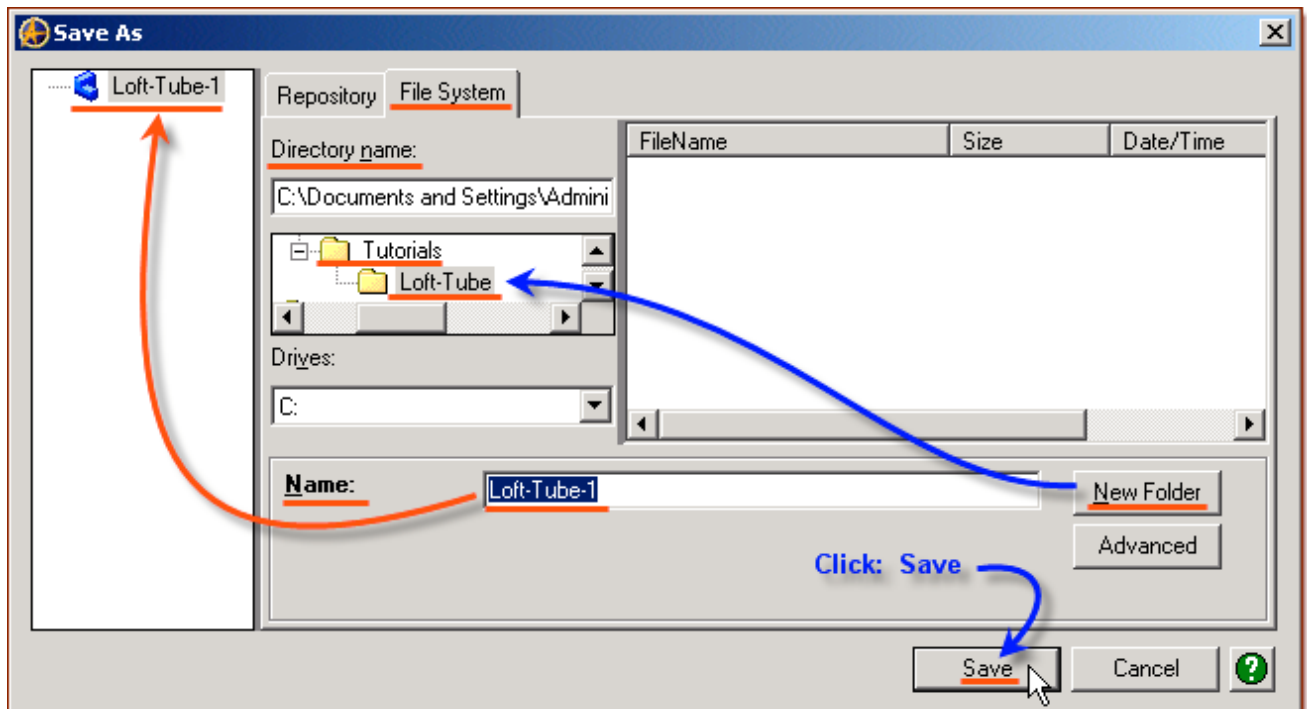 Save As
Loft-Tube-1
Repository
File System
Directory name:
C:\Documents and Settings\Admini
Tutorials
Loft-Tube
Drives:
C:
FileName Size Date/Time
Name: Loft-Tube-1
New Folder
Advanced
Click: Save
Save Cancel ?